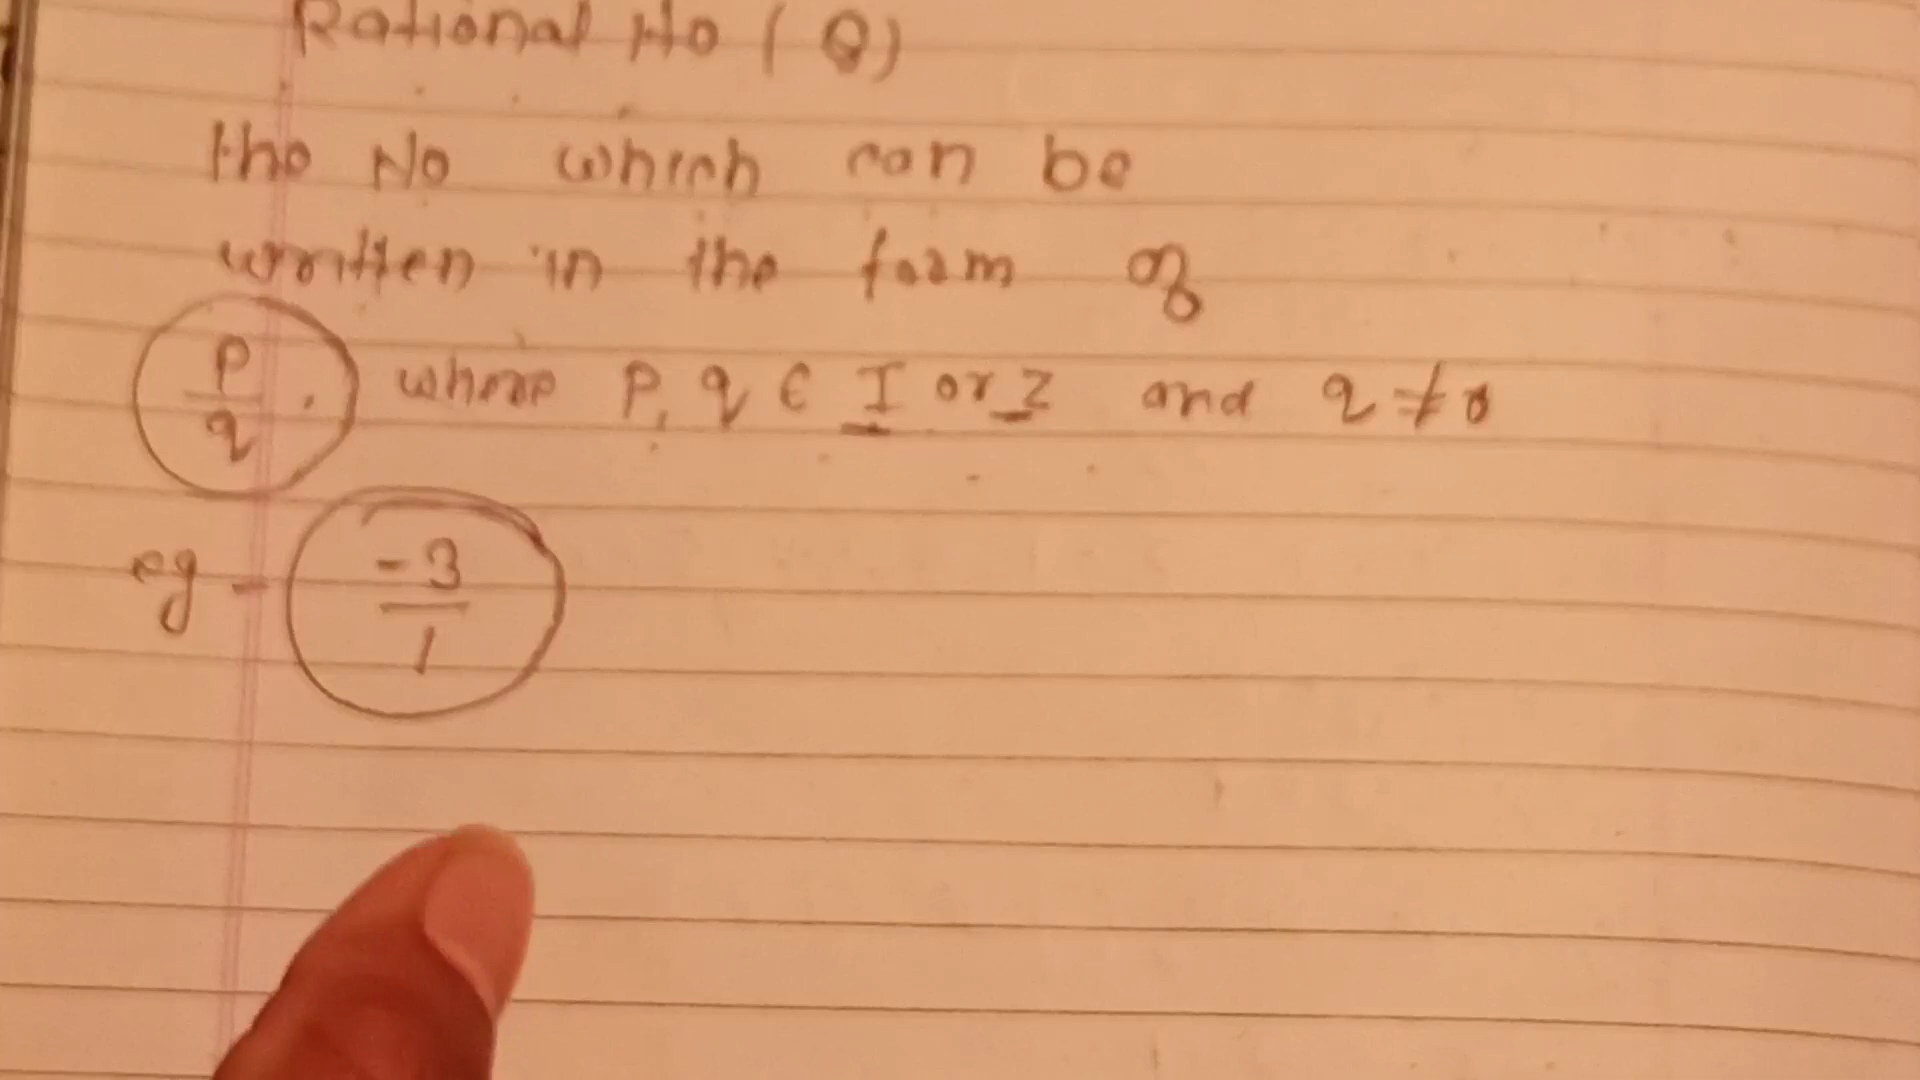 Rational No (Q)
the No which can be
written in the form of
p/q, where P, q ∈ I or Z and q ≠ 0
eg - -3/1